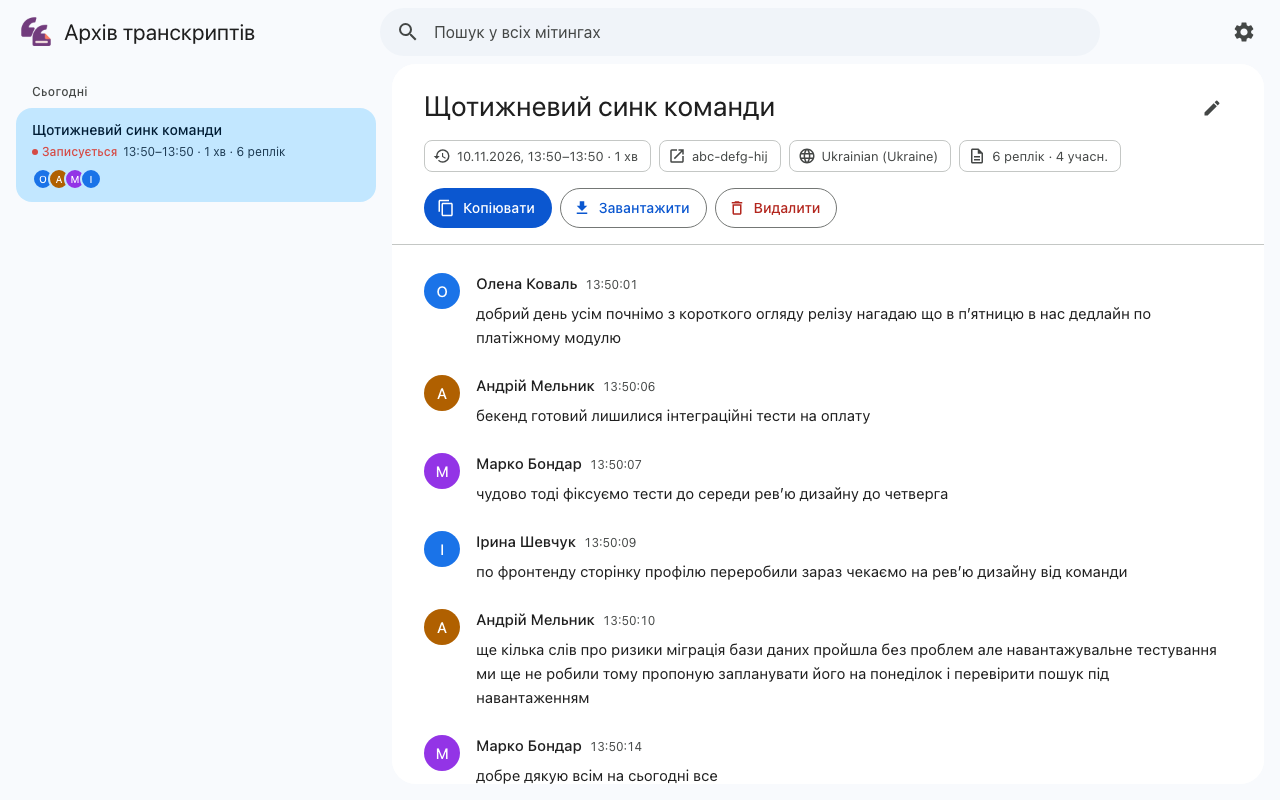 Архів транскриптів
Пошук у всіх мітингах
Сьогодні
Щотижневий синк команди
Записується 13:50–13:50 · 1 хв · 6 реплік
О А М І
Щотижневий синк команди
10.11.2026, 13:50–13:50 · 1 хв
abc-defg-hij
Ukrainian (Ukraine)
6 реплік · 4 учасн.
Копіювати
Завантажити
Видалити
О
Олена Коваль 13:50:01
добрий день усім почнімо з короткого огляду релізу нагадаю що в п’ятницю в нас дедлайн по
платіжному модулю
А
Андрій Мельник 13:50:06
бекенд готовий лишилися інтеграційні тести на оплату
М
Марко Бондар 13:50:07
чудово тоді фіксуємо тести до середи рев’ю дизайну до четверга
І
Ірина Шевчук 13:50:09
по фронтенду сторінку профілю переробили зараз чекаємо на рев’ю дизайну від команди
А
Андрій Мельник 13:50:10
ще кілька слів про ризики міграція бази даних пройшла без проблем але навантажувальне тестування
ми ще не робили тому пропоную запланувати його на понеділок і перевірити пошук під
навантаженням
М
Марко Бондар 13:50:14
добре дякую всім на сьогодні все